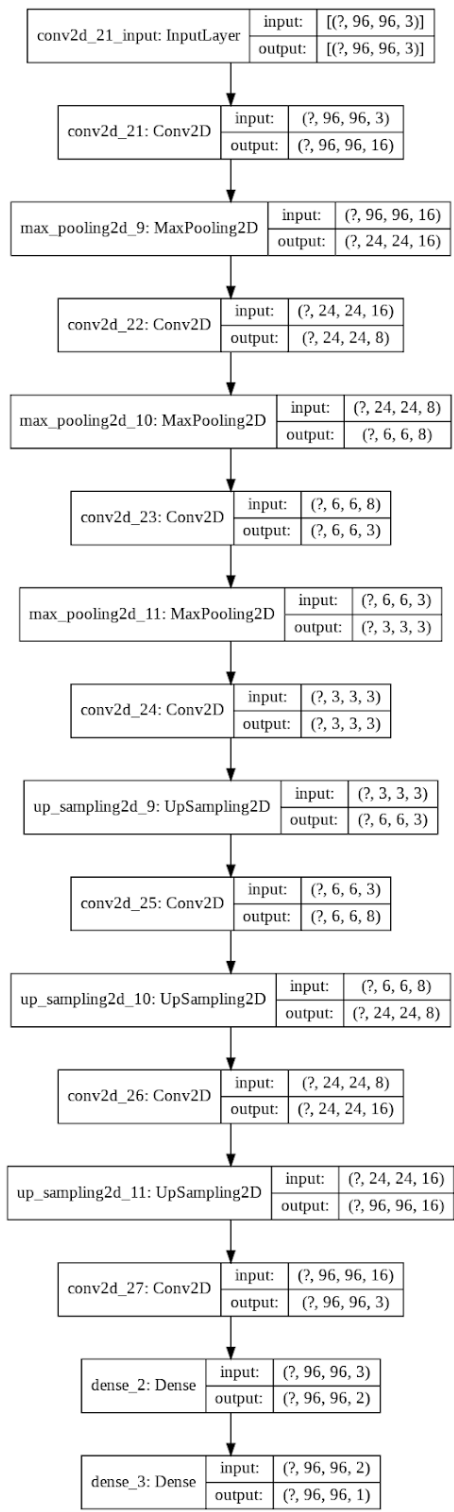 conv2d_21_input: InputLayer
input: [(?, 96, 96, 3)]
output: [(?, 96, 96, 3)]
conv2d_21: Conv2D
input: (?, 96, 96, 3)
output: (?, 96, 96, 16)
max_pooling2d_9: MaxPooling2D
input: (?, 96, 96, 16)
output: (?, 24, 24, 16)
conv2d_22: Conv2D
input: (?, 24, 24, 16)
output: (?, 24, 24, 8)
max_pooling2d_10: MaxPooling2D
input: (?, 24, 24, 8)
output: (?, 6, 6, 8)
conv2d_23: Conv2D
input: (?, 6, 6, 8)
output: (?, 6, 6, 3)
max_pooling2d_11: MaxPooling2D
input: (?, 6, 6, 3)
output: (?, 3, 3, 3)
conv2d_24: Conv2D
input: (?, 3, 3, 3)
output: (?, 3, 3, 3)
up_sampling2d_9: UpSampling2D
input: (?, 3, 3, 3)
output: (?, 6, 6, 3)
conv2d_25: Conv2D
input: (?, 6, 6, 3)
output: (?, 6, 6, 8)
up_sampling2d_10: UpSampling2D
input: (?, 6, 6, 8)
output: (?, 24, 24, 8)
conv2d_26: Conv2D
input: (?, 24, 24, 8)
output: (?, 24, 24, 16)
up_sampling2d_11: UpSampling2D
input: (?, 24, 24, 16)
output: (?, 96, 96, 16)
conv2d_27: Conv2D
input: (?, 96, 96, 16)
output: (?, 96, 96, 3)
dense_2: Dense
input: (?, 96, 96, 3)
output: (?, 96, 96, 2)
dense_3: Dense
input: (?, 96, 96, 2)
output: (?, 96, 96, 1)